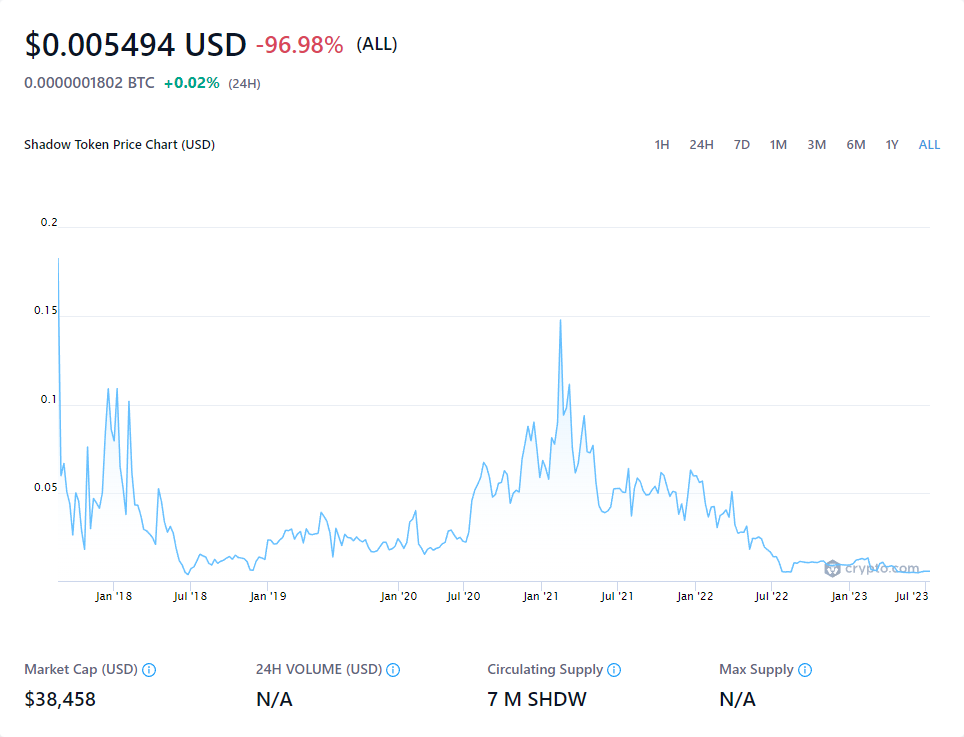 $0.005494 USD -96.98% (ALL)
0.0000001802 BTC +0.02% (24H)
Shadow Token Price Chart (USD) 1H 24H 7D 1M 3M 6M 1Y ALL
0.2
0.15
0.1
0.05
crypto.com
Jan '18 Jul '18 Jan '19 Jan '20 Jul '20 Jan '21 Jul '21 Jan '22 Jul '22 Jan '23 Jul '23
Market Cap (USD) 24H VOLUME (USD) Circulating Supply Max Supply
$38,458 N/A 7 M SHDW N/A